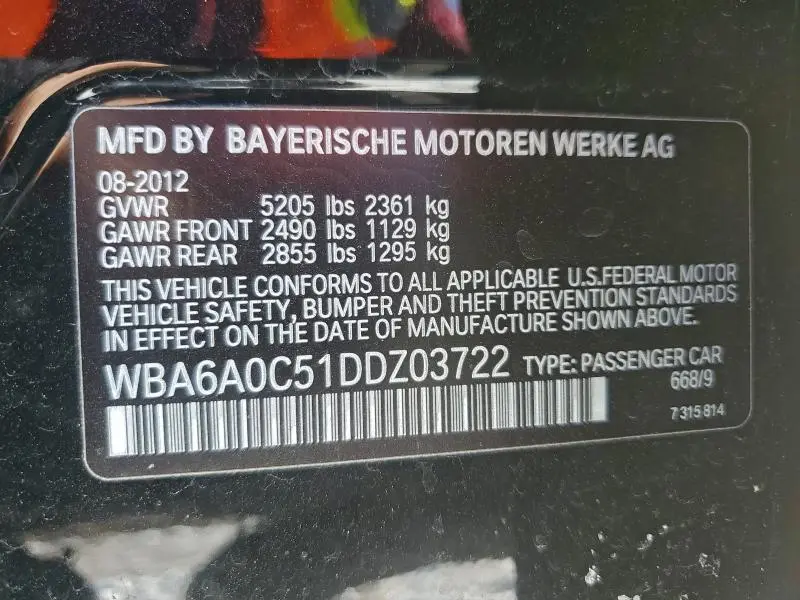 MFD BY BAYERISCHE MOTOREN WERKE AG
08-2012
GVWR 5205 lbs 2361 kg
GAWR FRONT 2490 lbs 1129 kg
GAWR REAR 2855 lbs 1295 kg
THIS VEHICLE CONFORMS TO ALL APPLICABLE U.S.FEDERAL MOTOR
VEHICLE SAFETY, BUMPER AND THEFT PREVENTION STANDARDS
IN EFFECT ON THE DATE OF MANUFACTURE SHOWN ABOVE.
WBA6A0C51DDZ03722 TYPE: PASSENGER CAR
668/9
7 315 814